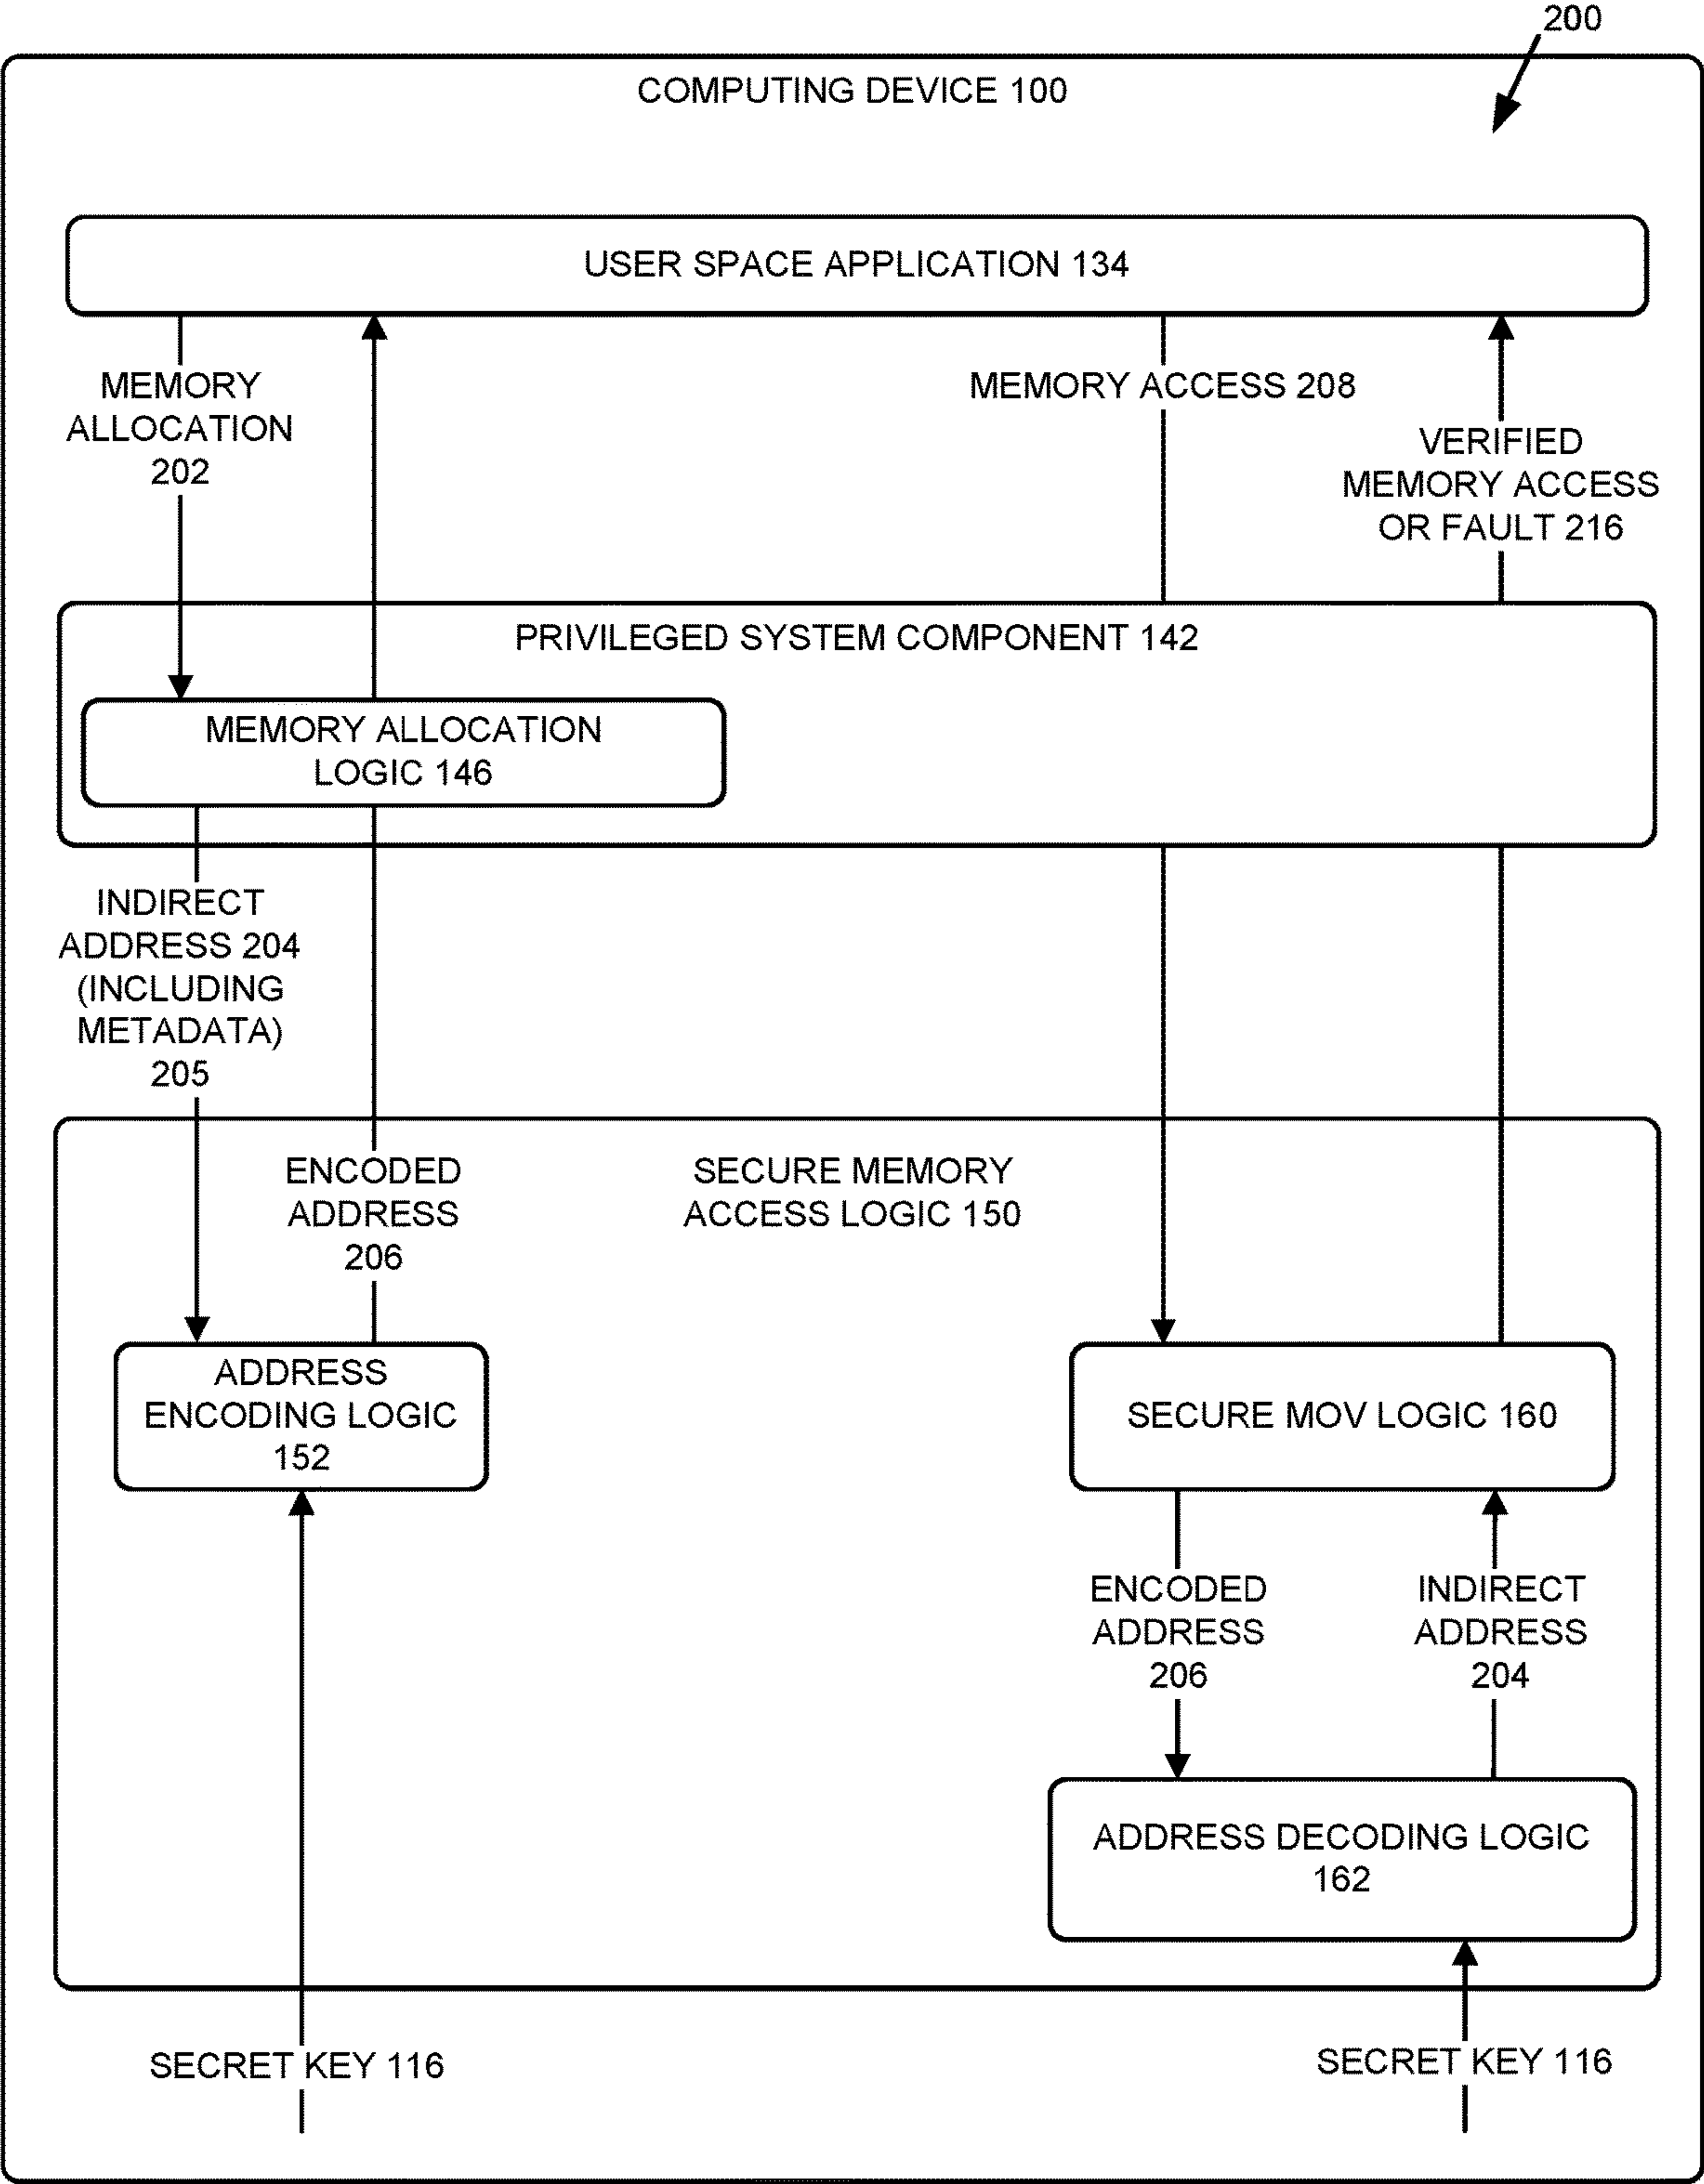 200
COMPUTING DEVICE 100
USER SPACE APPLICATION 134
MEMORY
ALLOCATION
202
MEMORY ACCESS 208
VERIFIED
MEMORY ACCESS
OR FAULT 216
PRIVILEGED SYSTEM COMPONENT 142
MEMORY ALLOCATION
LOGIC 146
INDIRECT
ADDRESS 204
(INCLUDING
METADATA)
205
ENCODED
ADDRESS
206
SECURE MEMORY
ACCESS LOGIC 150
ADDRESS
ENCODING LOGIC
152
SECURE MOV LOGIC 160
ENCODED
ADDRESS
206
INDIRECT
ADDRESS
204
ADDRESS DECODING LOGIC
162
SECRET KEY 116
SECRET KEY 116